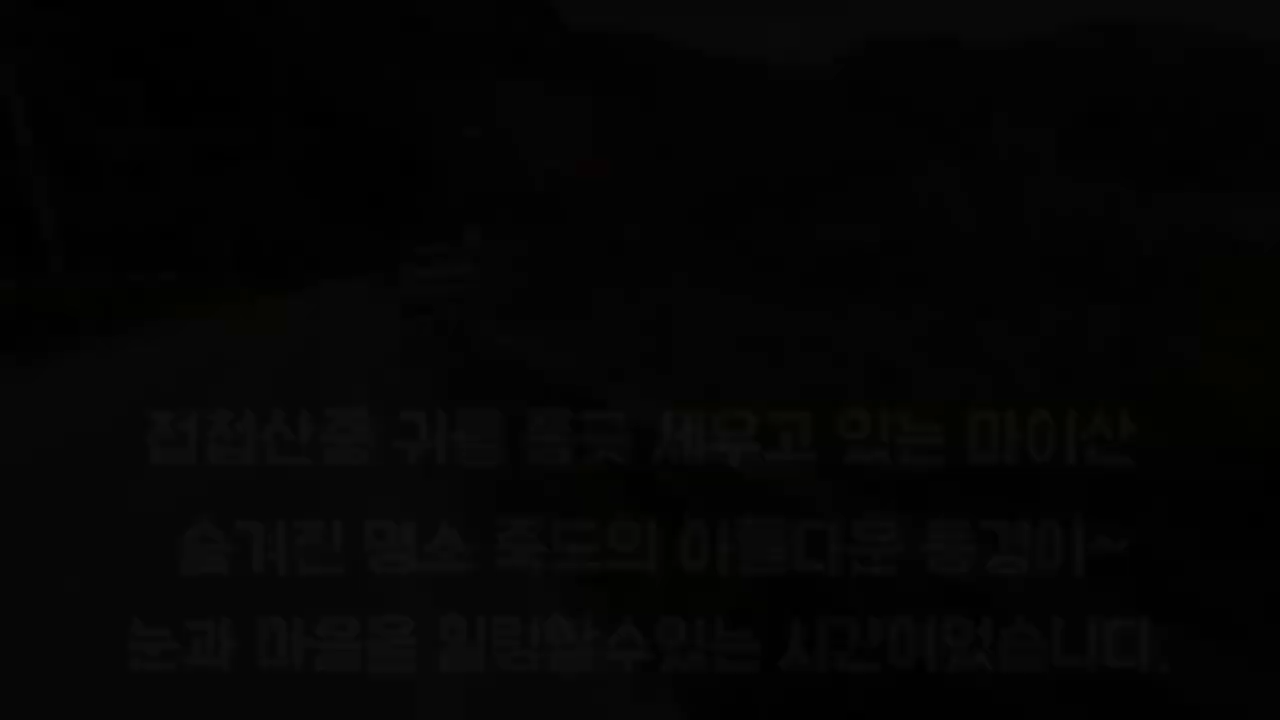 첩첩산중 귀를 쫑긋 세우고 있는 마이산
숨겨진 명소 죽도의 아름다운 풍경이~
눈과 마음을 힐링할수있는 시간이었습니다.